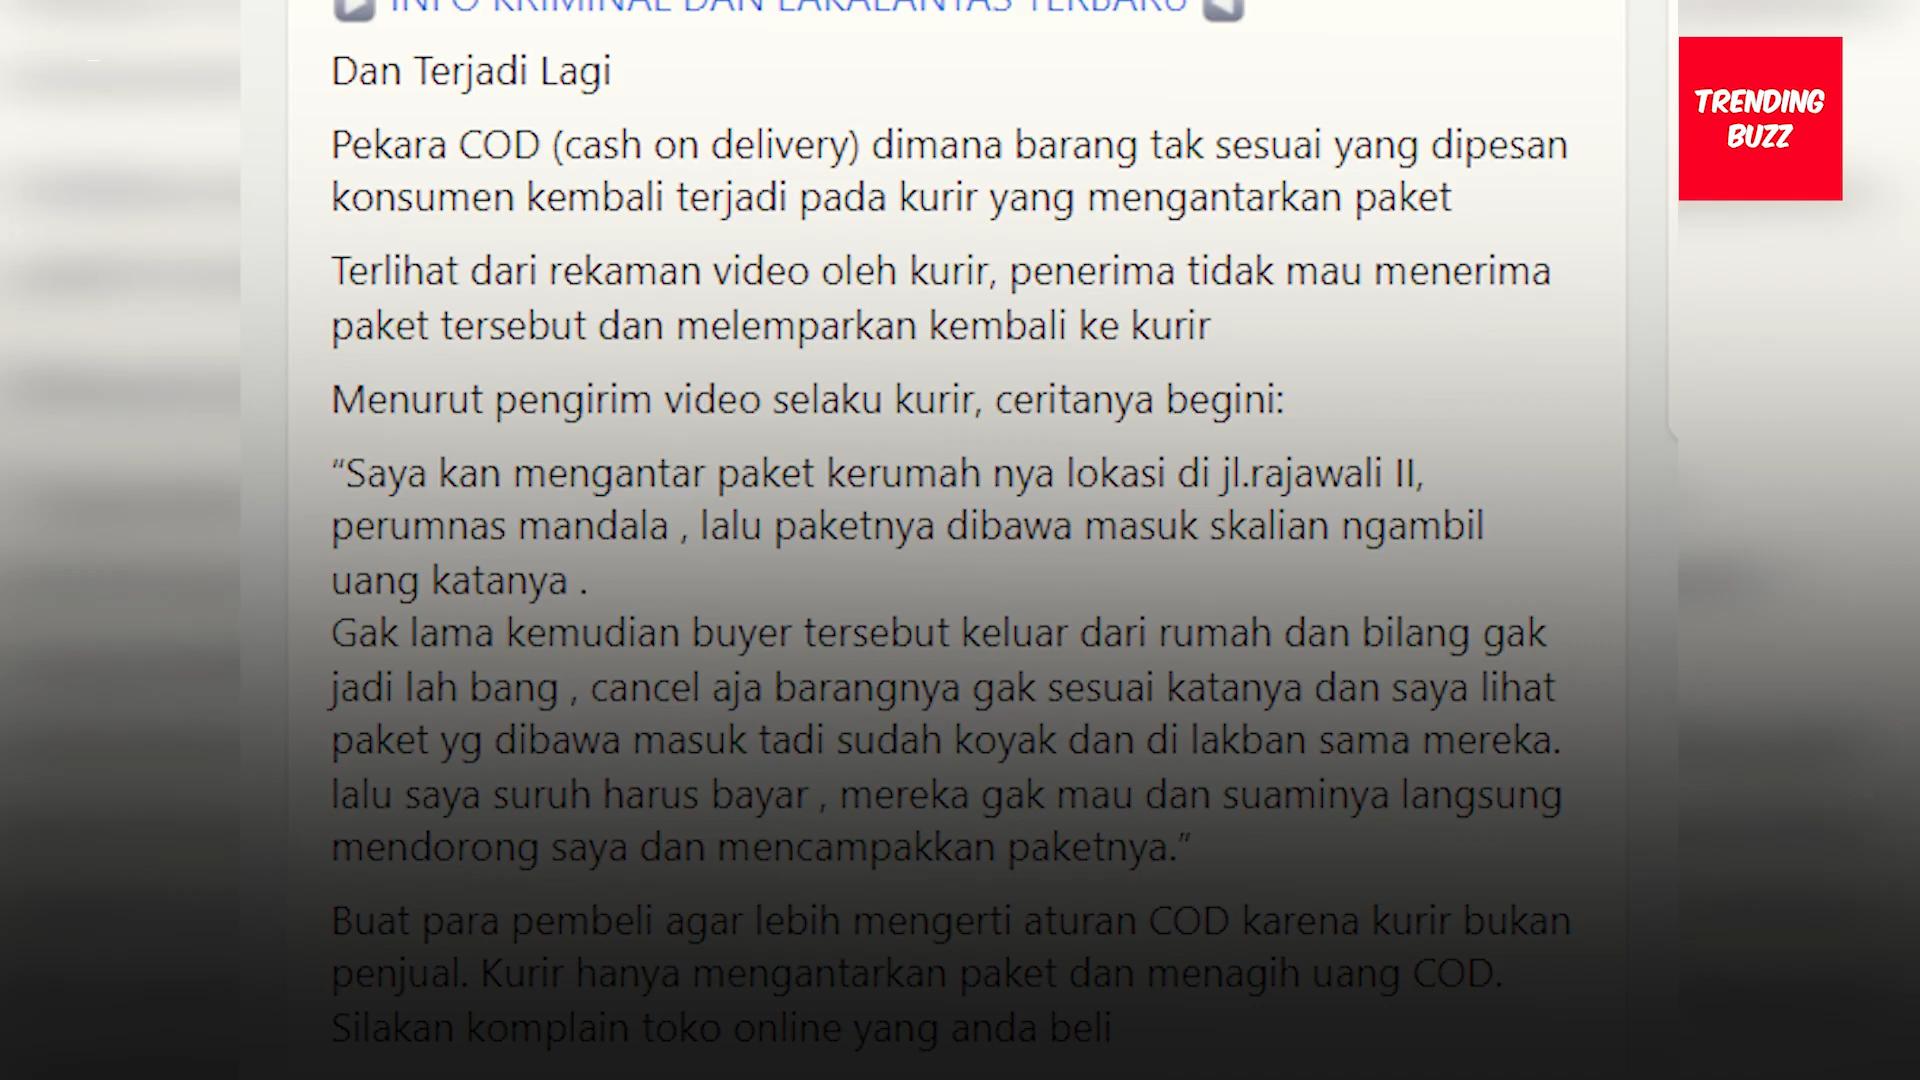 INFO KRIMINAL DAN LAKALANTAS TERBARU
Dan Terjadi Lagi
Pekara COD (cash on delivery) dimana barang tak sesuai yang dipesan
konsumen kembali terjadi pada kurir yang mengantarkan paket
Terlihat dari rekaman video oleh kurir, penerima tidak mau menerima
paket tersebut dan melemparkan kembali ke kurir
Menurut pengirim video selaku kurir, ceritanya begini:
“Saya kan mengantar paket kerumah nya lokasi di jl.rajawali II,
perumnas mandala , lalu paketnya dibawa masuk skalian ngambil
uang katanya .
Gak lama kemudian buyer tersebut keluar dari rumah dan bilang gak
jadi lah bang , cancel aja barangnya gak sesuai katanya dan saya lihat
paket yg dibawa masuk tadi sudah koyak dan di lakban sama mereka.
lalu saya suruh harus bayar , mereka gak mau dan suaminya langsung
mendorong saya dan mencampakkan paketnya.”
Buat para pembeli agar lebih mengerti aturan COD karena kurir bukan
penjual. Kurir hanya mengantarkan paket dan menagih uang COD.
Silakan komplain toko online yang anda beli
TRENDING
BUZZ